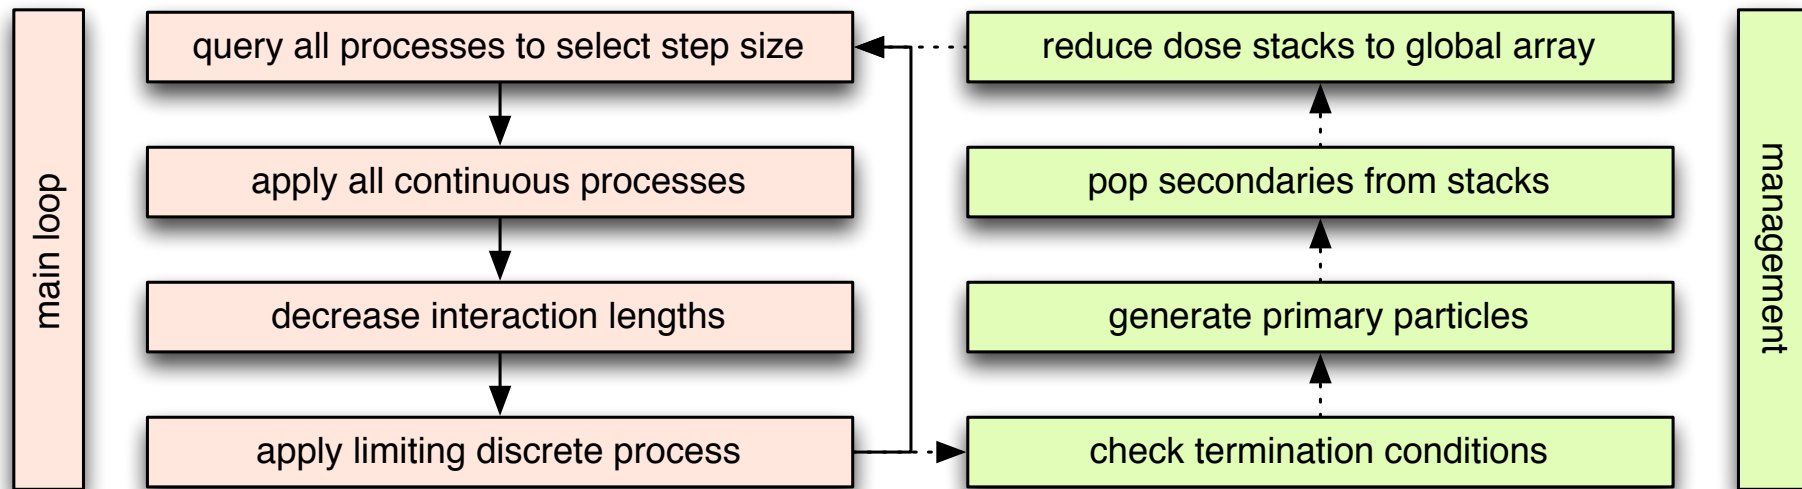 main loop
query all processes to select step size
apply all continuous processes
decrease interaction lengths
apply limiting discrete process
reduce dose stacks to global array
pop secondaries from stacks
generate primary particles
check termination conditions
management